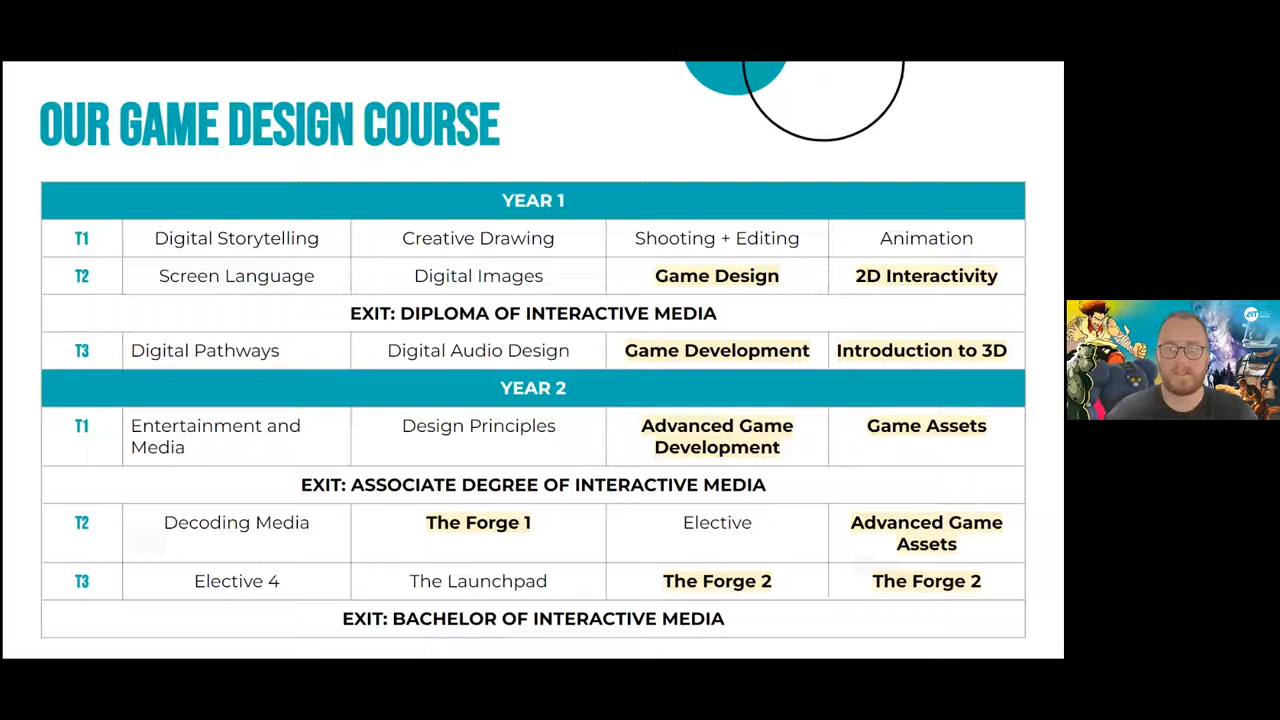 OUR GAME DESIGN COURSE
YEAR 1
T1 Digital Storytelling Creative Drawing Shooting + Editing Animation
T2 Screen Language Digital Images Game Design 2D Interactivity
EXIT: DIPLOMA OF INTERACTIVE MEDIA
T3 Digital Pathways Digital Audio Design Game Development Introduction to 3D
YEAR 2
T1 Entertainment and Design Principles Advanced Game Game Assets
Media Development
EXIT: ASSOCIATE DEGREE OF INTERACTIVE MEDIA
T2 Decoding Media The Forge 1 Elective Advanced Game
Assets
T3 Elective 4 The Launchpad The Forge 2 The Forge 2
EXIT: BACHELOR OF INTERACTIVE MEDIA
AIT